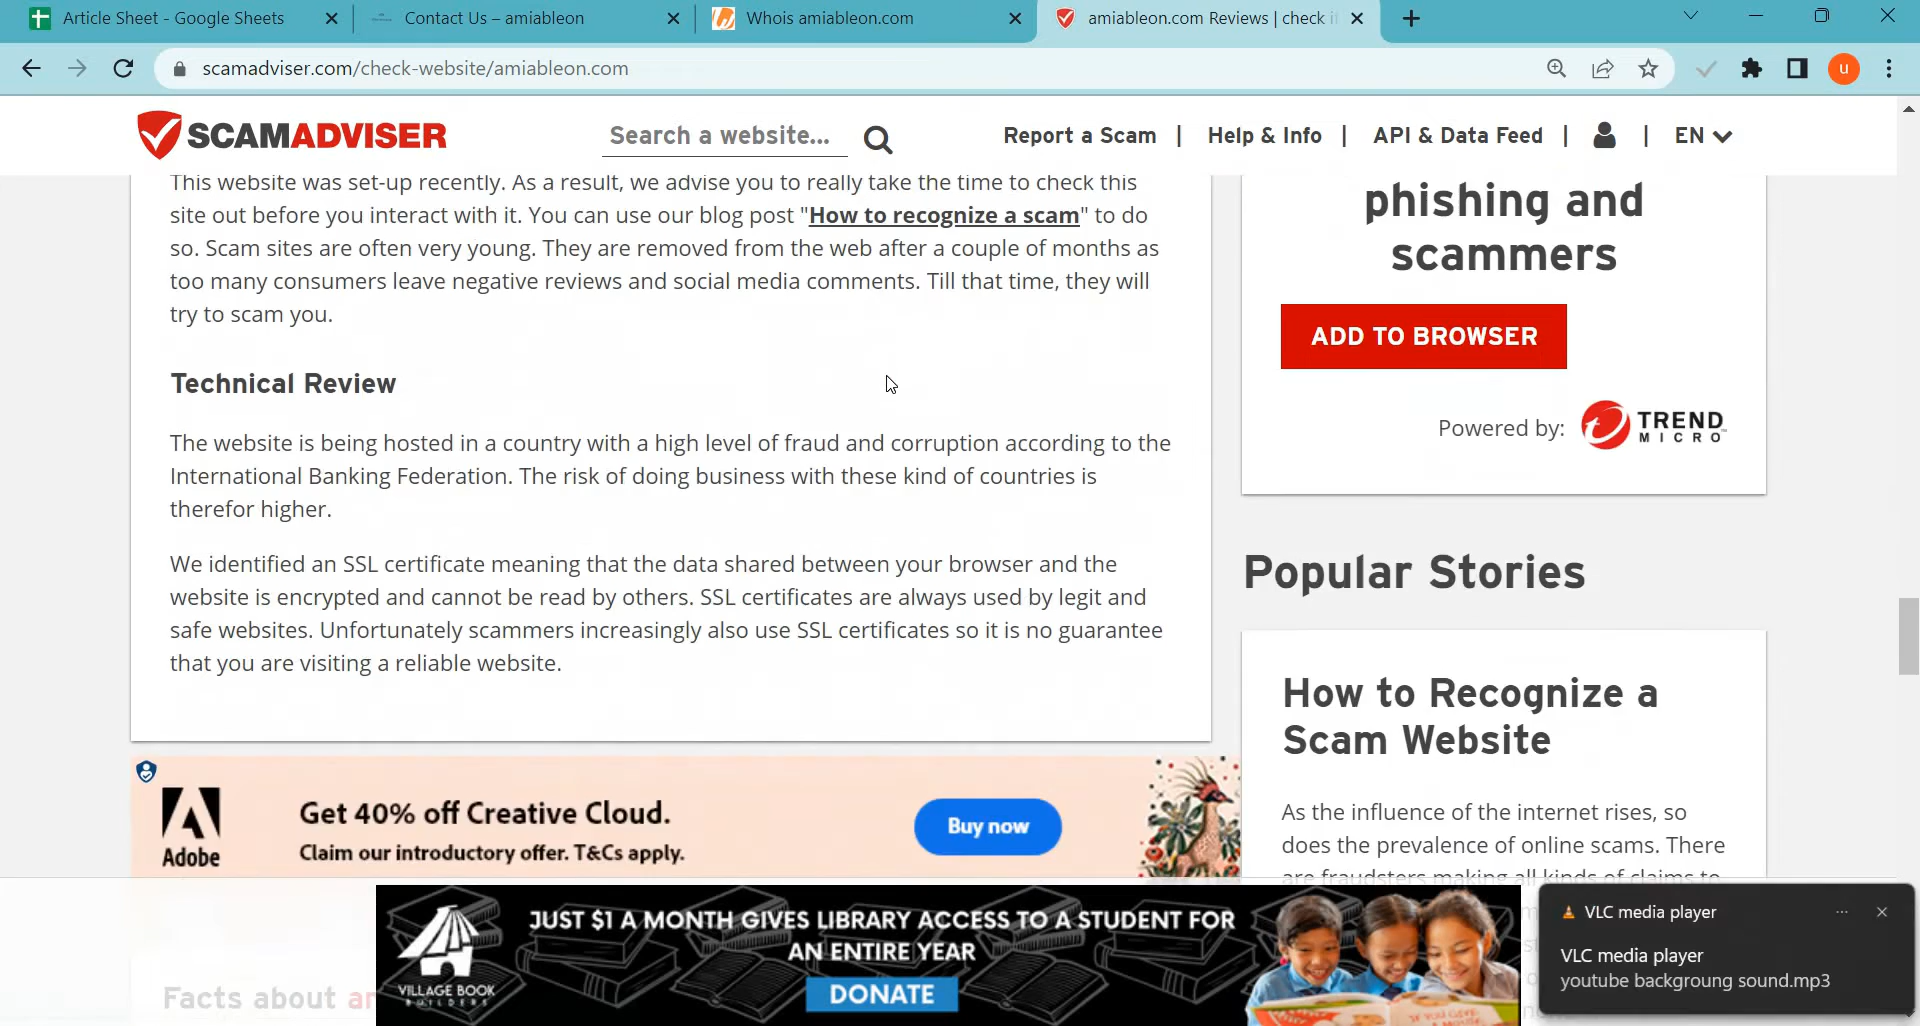 Article Sheet - Google Sheets
Contact Us – amiableon
Whois amiableon.com
amiableon.com Reviews | check
scamadviser.com/check-website/amiableon.com
u
SCAMADVISER
Search a website...
Report a Scam | Help & Info | API & Data Feed | | EN
This website was set-up recently. As a result, we advise you to really take the time to check this
site out before you interact with it. You can use our blog post "How to recognize a scam" to do
so. Scam sites are often very young. They are removed from the web after a couple of months as
too many consumers leave negative reviews and social media comments. Till that time, they will
try to scam you.
Technical Review
The website is being hosted in a country with a high level of fraud and corruption according to the
International Banking Federation. The risk of doing business with these kind of countries is
therefor higher.
We identified an SSL certificate meaning that the data shared between your browser and the
website is encrypted and cannot be read by others. SSL certificates are always used by legit and
safe websites. Unfortunately scammers increasingly also use SSL certificates so it is no guarantee
that you are visiting a reliable website.
phishing and
scammers
ADD TO BROWSER
Powered by: TREND
MICRO
Popular Stories
How to Recognize a
Scam Website
As the influence of the internet rises, so
does the prevalence of online scams. There
are fraudsters making all kinds of claims to
Adobe
Get 40% off Creative Cloud.
Claim our introductory offer. T&Cs apply.
Buy now
Facts about
VILLAGE BOOK
BUILDERS
JUST $1 A MONTH GIVES LIBRARY ACCESS TO A STUDENT FOR
AN ENTIRE YEAR
DONATE
VLC media player
VLC media player
youtube backgroung sound.mp3